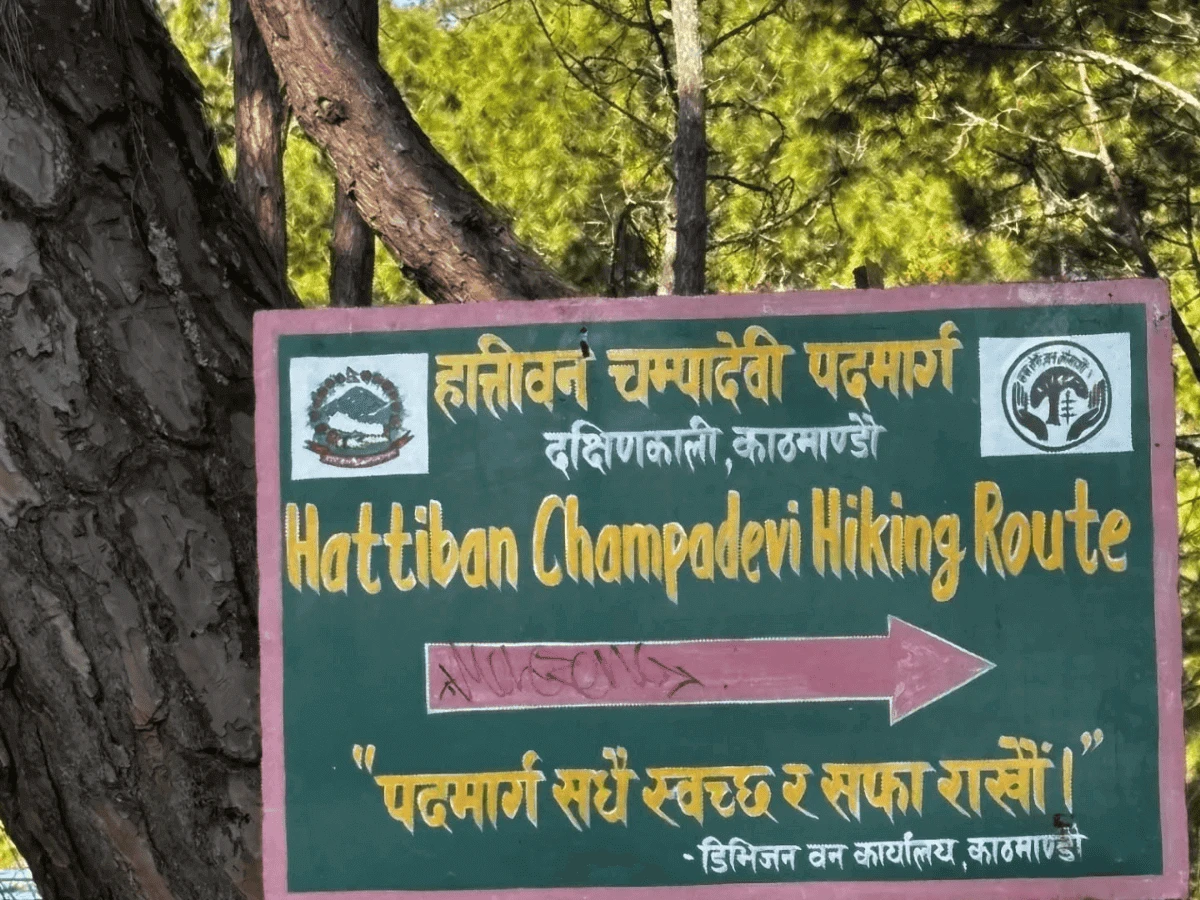 हात्तीवन चम्पादेवी पदमार्ग
दक्षिणकाली, काठमाण्डौ
Hattiban Champadevi Hiking Route
"पदमार्ग सधै स्वच्छ र सफा राखौं।"
- डिभिजन वन कार्यालय, काठमाण्डौ